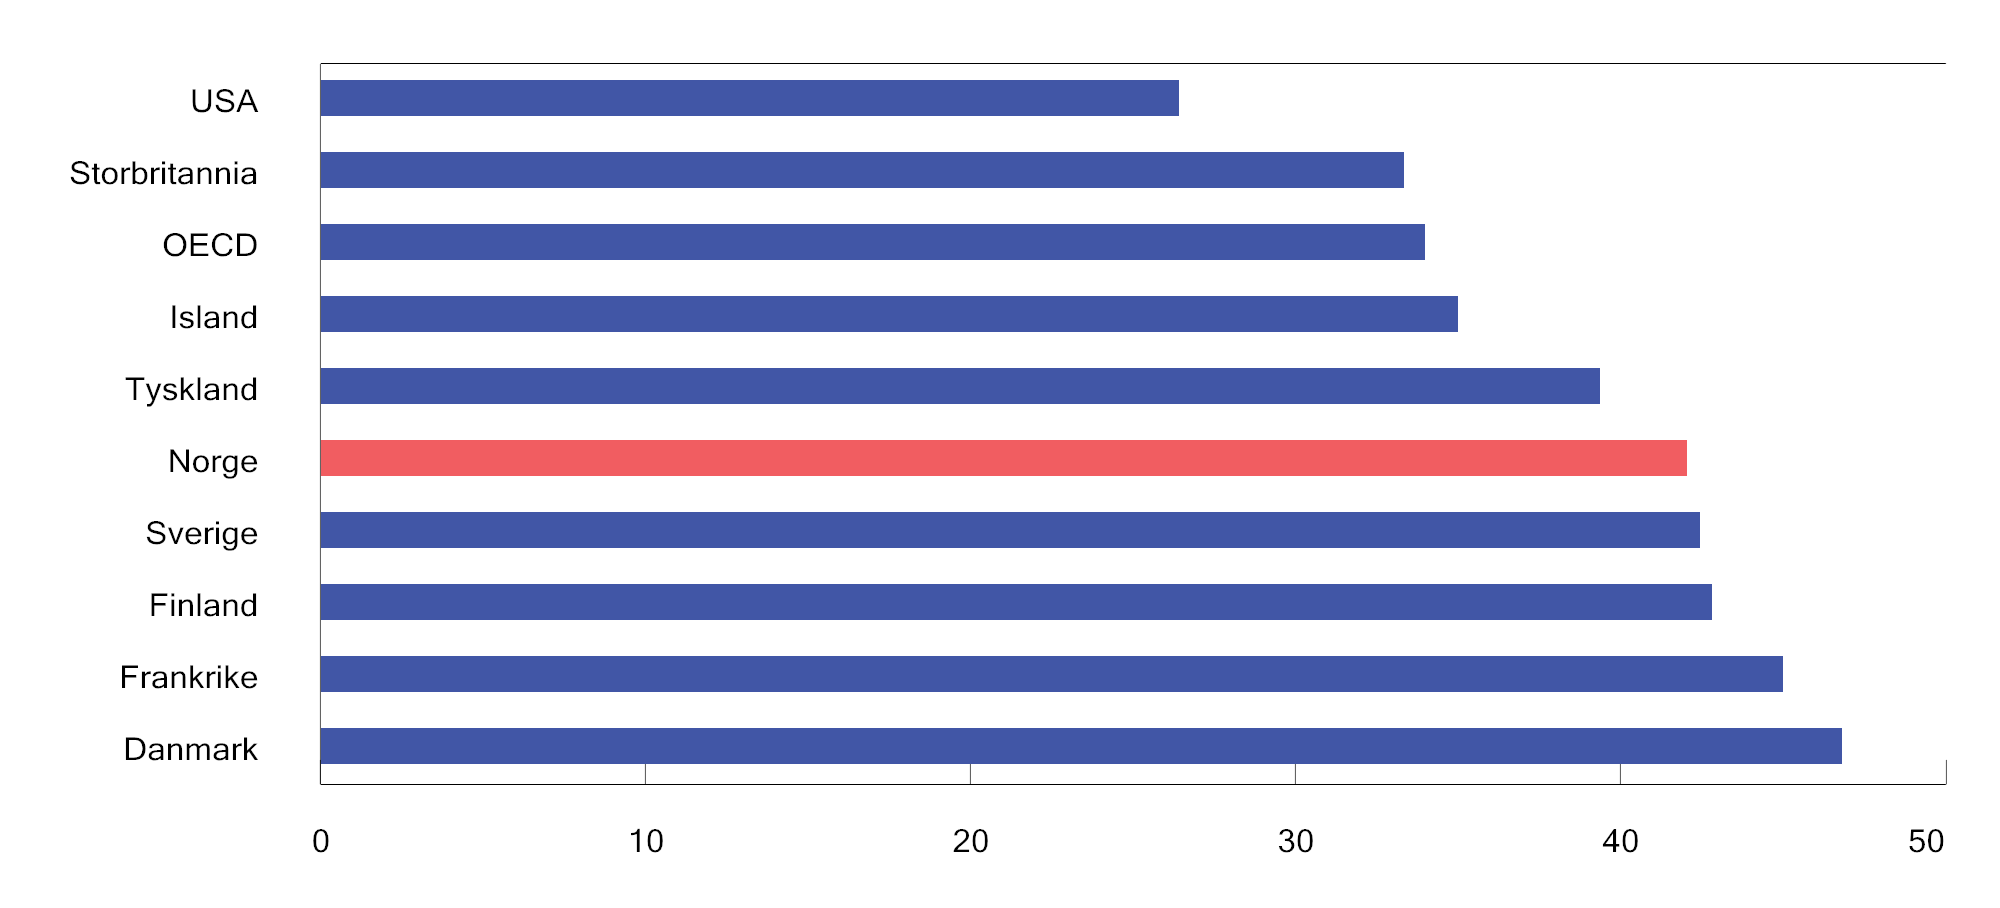 USA
Storbritannia
OECD
Island
Tyskland
Norge
Sverige
Finland
Frankrike
Danmark
0 10 20 30 40 50